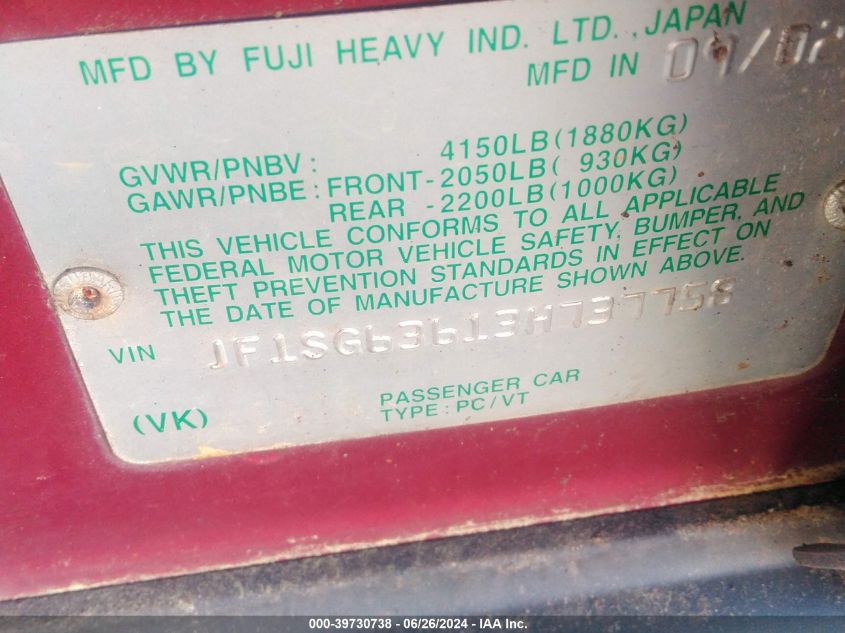 MFD BY FUJI HEAVY IND. LTD., JAPAN
MFD IN 09/02
GVWR/PNBV: 4150LB(1880KG)
GAWR/PNBE: FRONT-2050LB( 930KG)
REAR -2200LB(1000KG)
THIS VEHICLE CONFORMS TO ALL APPLICABLE
FEDERAL MOTOR VEHICLE SAFETY, BUMPER, AND
THEFT PREVENTION STANDARDS IN EFFECT ON
THE DATE OF MANUFACTURE SHOWN ABOVE.
VIN JF1SG63613H737758
PASSENGER CAR
(VK) TYPE: PC/VT
000-39730738 - 06/26/2024 - IAA Inc.